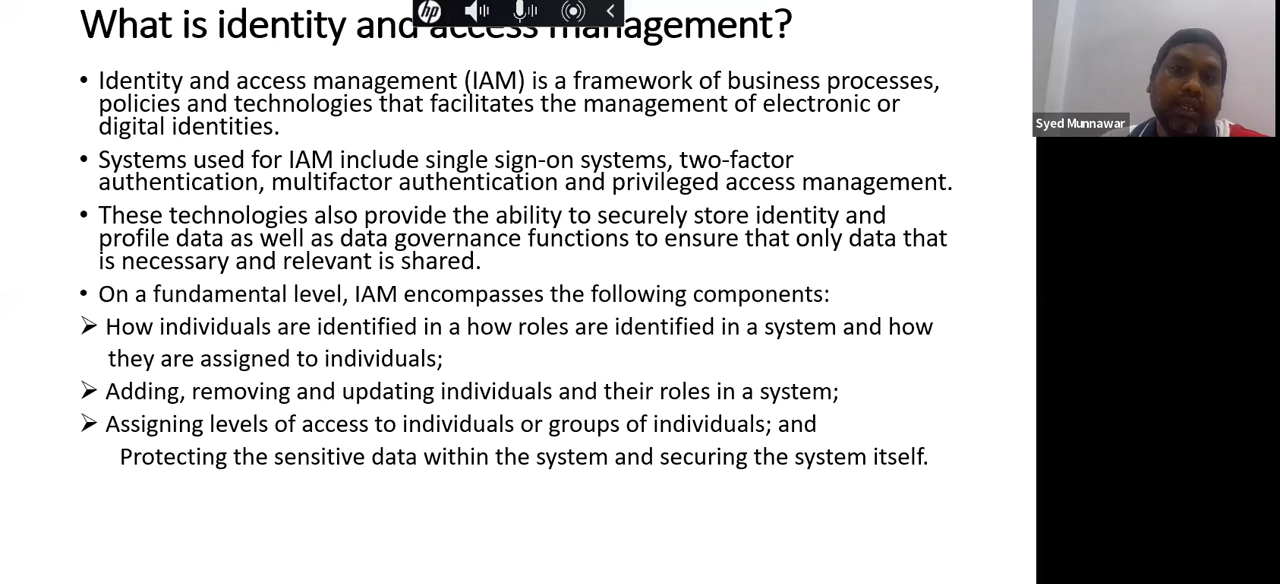 What is identity and access management?
hp
• Identity and access management (IAM) is a framework of business processes,
policies and technologies that facilitates the management of electronic or
digital identities.
• Systems used for IAM include single sign-on systems, two-factor
authentication, multifactor authentication and privileged access management.
• These technologies also provide the ability to securely store identity and
profile data as well as data governance functions to ensure that only data that
is necessary and relevant is shared.
• On a fundamental level, IAM encompasses the following components:
➢ How individuals are identified in a how roles are identified in a system and how
they are assigned to individuals;
➢ Adding, removing and updating individuals and their roles in a system;
➢ Assigning levels of access to individuals or groups of individuals; and
Protecting the sensitive data within the system and securing the system itself.
Syed Munnawar